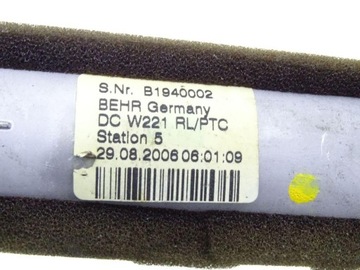 S.Nr. B1940002
BEHR Germany
DC W221 RL/PTC
Station 5
29.08.2006 06:01:09